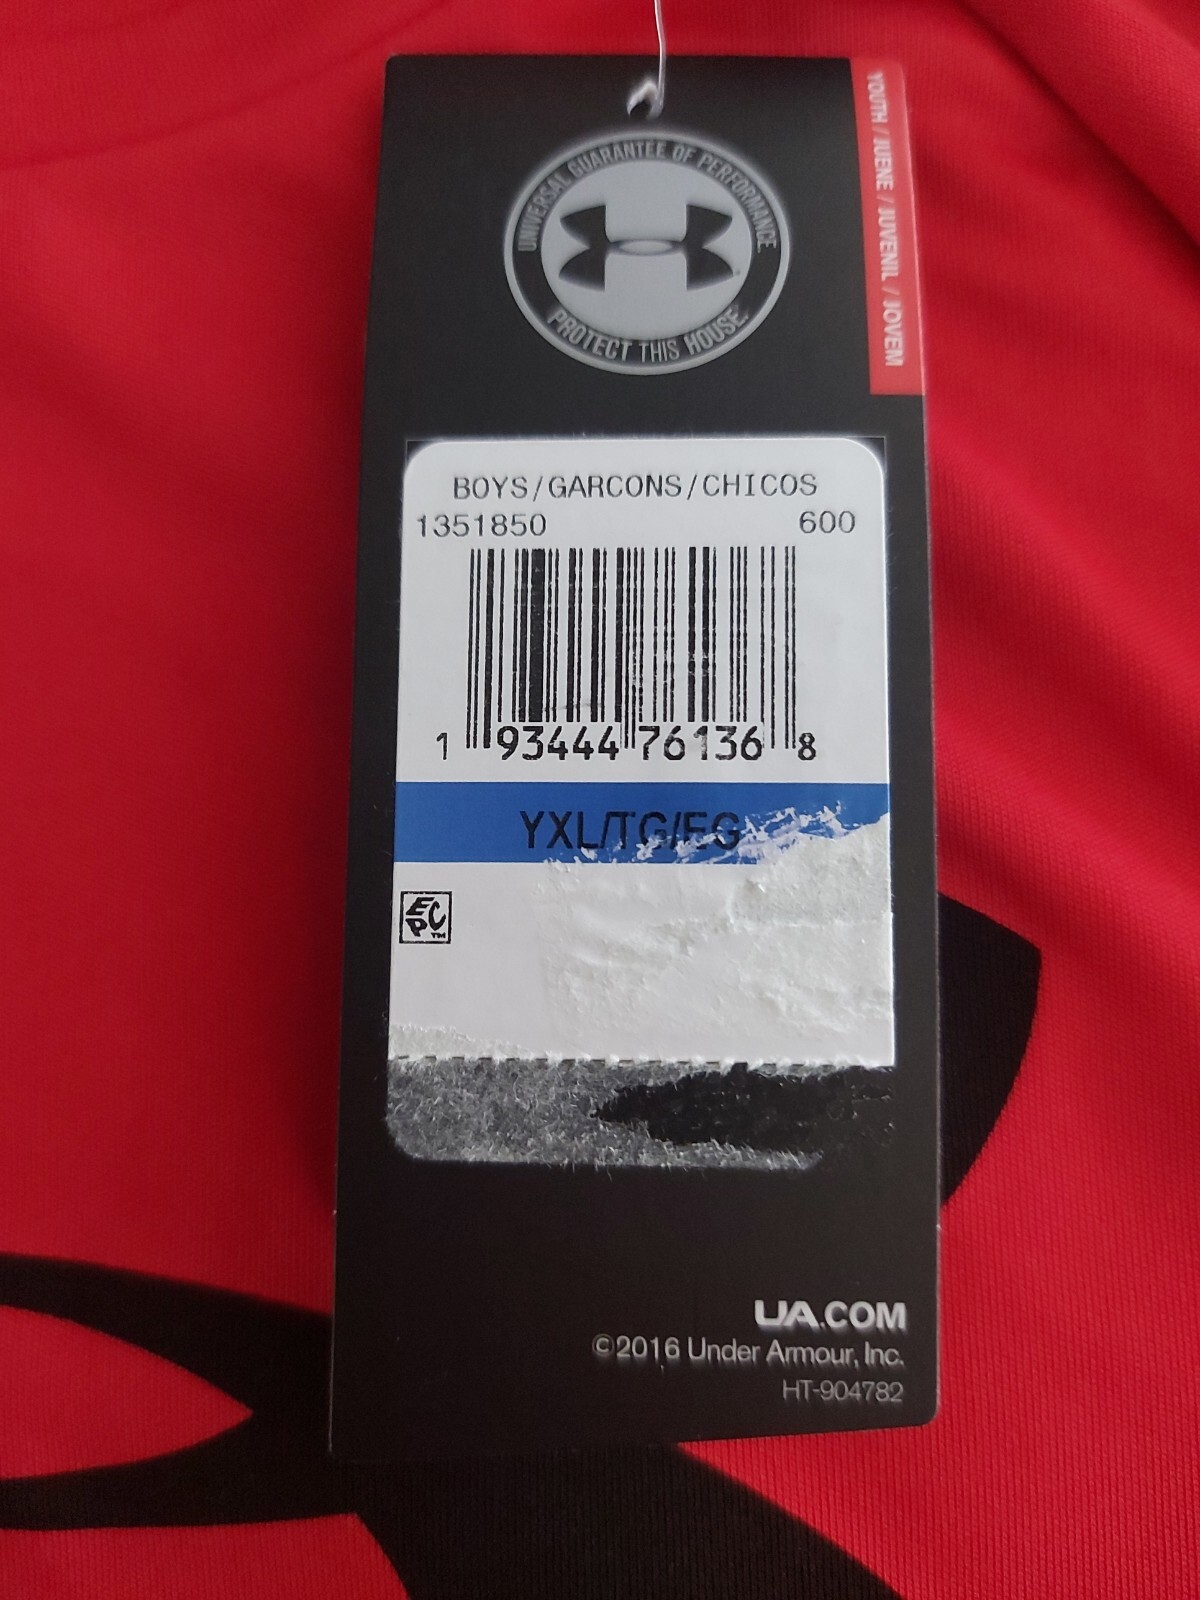 UNIVERSAL GUARANTEE OF PERFORMANCE.
PROTECT THIS HOUSE.
YOUTH / JUENE / JUVENIL / JOVEM
BOYS/GARCONS/CHICOS
1351850 600
1 93444 76136 8
YXL/TG/EG
EPC™
UA.COM
©2016 Under Armour, Inc.
HT-904782